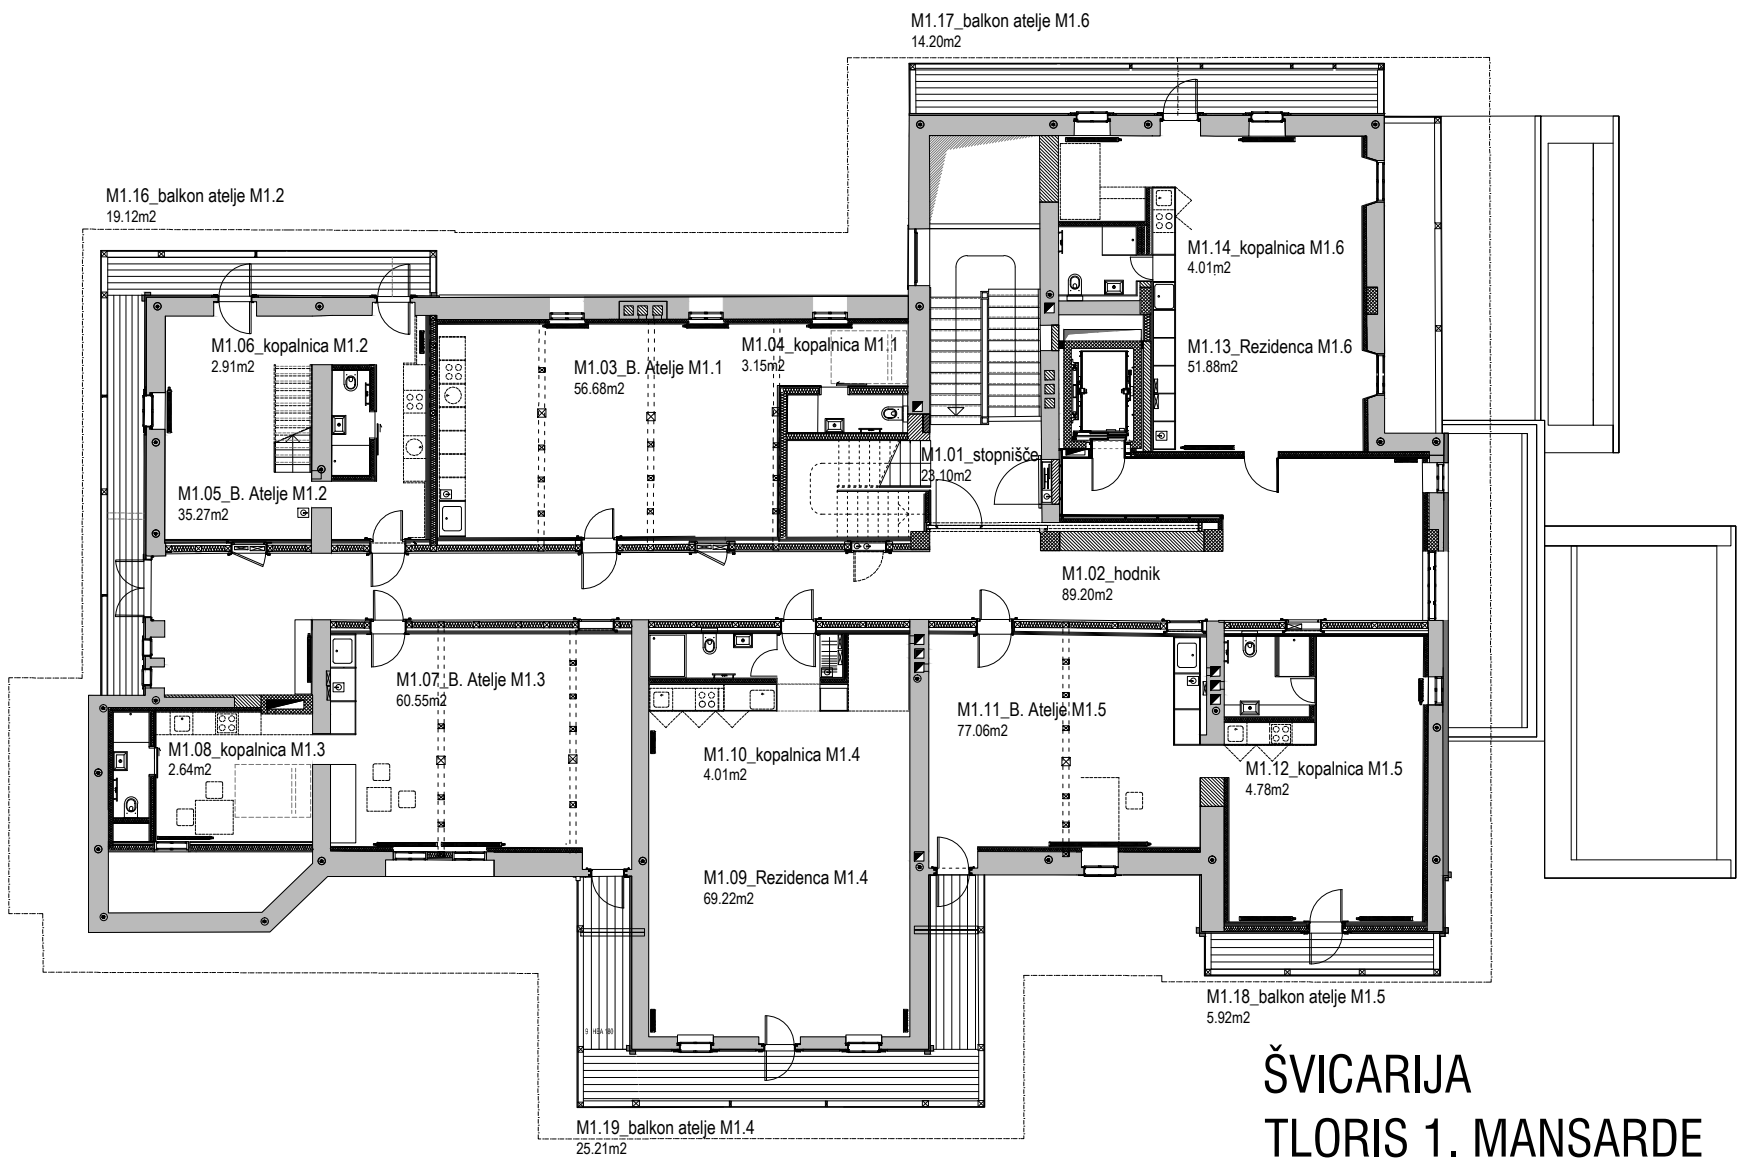 M1.17_balkon atelje M1.6
14.20m2
M1.16_balkon atelje M1.2
19.12m2
M1.14_kopalnica M1.6
4.01m2
M1.06_kopalnica M1.2
2.91m2
M1.03_B. Atelje M1.1
56.68m2
M1.04_kopalnica M1.1
3.15m2
M1.13_Rezidenca M1.6
51.88m2
M1.01_stopnišče
23.10m2
M1.05_B. Atelje M1.2
35.27m2
M1.02_hodnik
89.20m2
M1.07_B. Atelje M1.3
60.55m2
M1.08_kopalnica M1.3
2.64m2
M1.10_kopalnica M1.4
4.01m2
M1.11_B. Atelje M1.5
77.06m2
M1.12_kopalnica M1.5
4.78m2
M1.09_Rezidenca M1.4
69.22m2
M1.18_balkon atelje M1.5
5.92m2
M1.19_balkon atelje M1.4
25.21m2
ŠVICARIJA
TLORIS 1. MANSARDE